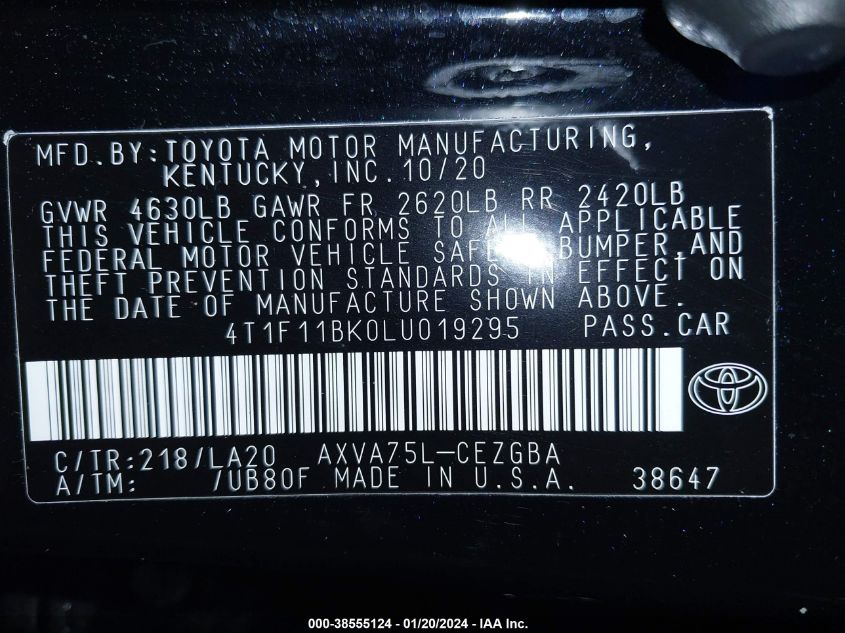 MFD.BY:TOYOTA MOTOR MANUFACTURING,
KENTUCKY,INC.10/20
GVWR 4630LB GAWR FR 2620LB RR 2420LB
THIS VEHICLE CONFORMS TO ALL APPLICABLE
FEDERAL MOTOR VEHICLE SAFETY, BUMPER,AND
THEFT PREVENTION STANDARDS IN EFFECT ON
THE DATE OF MANUFACTURE SHOWN ABOVE.
4T1F11BK0LU019295 PASS.CAR
C/TR:218/LA20 AXVA75L-CEZGBA
A/TM: /UB80F MADE IN U.S.A. 38647
000-38555124 - 01/20/2024 - IAA Inc.